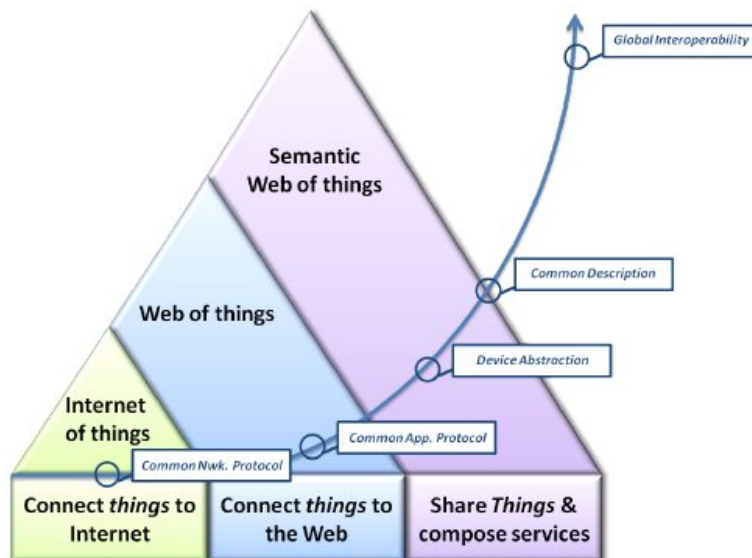 Global Interoperability
Semantic
Web of things
Common Description
Web of things
Device Abstraction
Internet
of things
Common App. Protocol
Common Nwk. Protocol
Connect things to
Internet
Connect things to
the Web
Share Things &
compose services